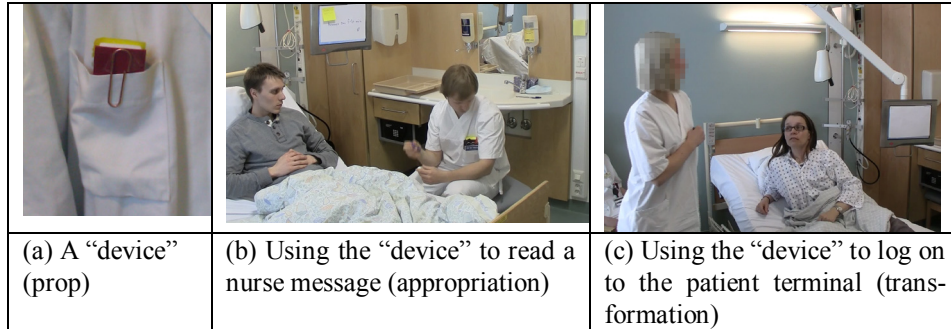 (a) A “device”
(prop)
(b) Using the “device” to read a
nurse message (appropriation)
(c) Using the “device” to log on
to the patient terminal (trans-
formation)